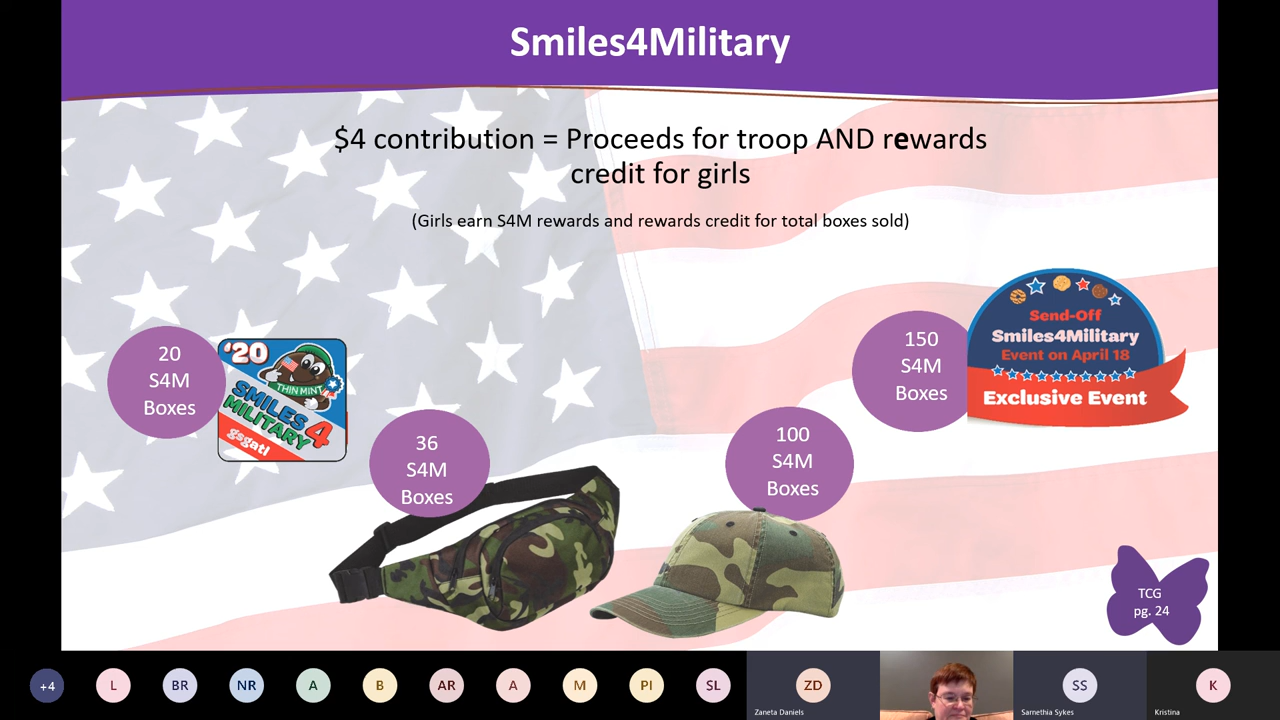 Smiles4Military
$4 contribution = Proceeds for troop AND rewards
credit for girls
(Girls earn S4M rewards and rewards credit for total boxes sold)
20
S4M
Boxes
'20
THIN MINT
SMILES
4
MILITARY
gsgatl
36
S4M
Boxes
100
S4M
Boxes
150
S4M
Boxes
Send-Off
Smiles4Military
Event on April 18
Exclusive Event
TCG
pg. 24
+4
L
BR
NR
A
B
AR
A
M
PI
SL
ZD
Zaneta Daniels
SS
Sarnethia Sykes
K
Kristina